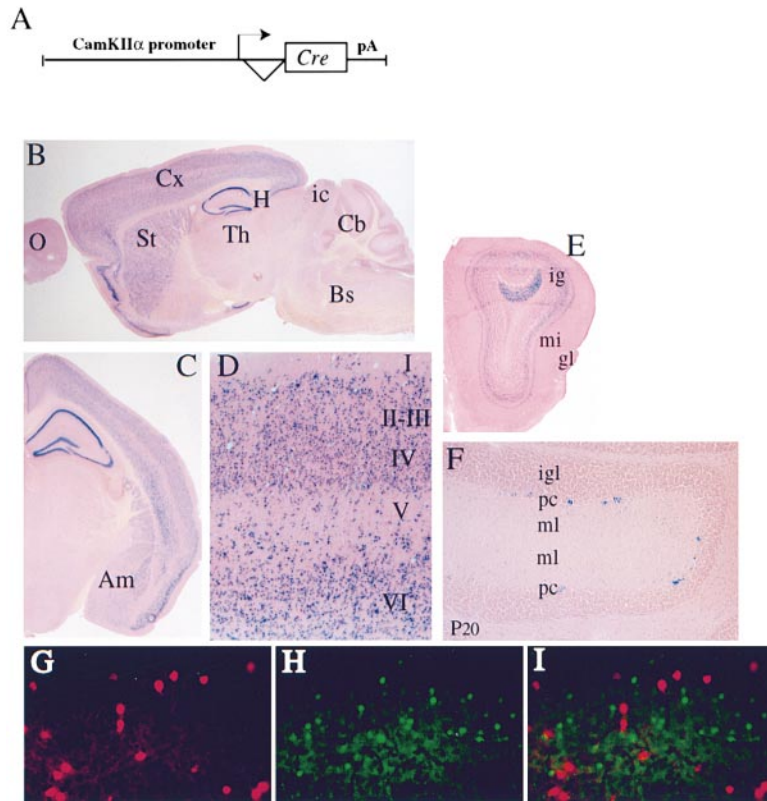 A
CamKIIα promoter
Cre
pA
B
Cx
H
ic
O
St
Th
Cb
Bs
E
ig
mi
gl
C
Am
D
I
II-III
IV
V
VI
F
igl
pc
ml
ml
pc
P20
G
H
I